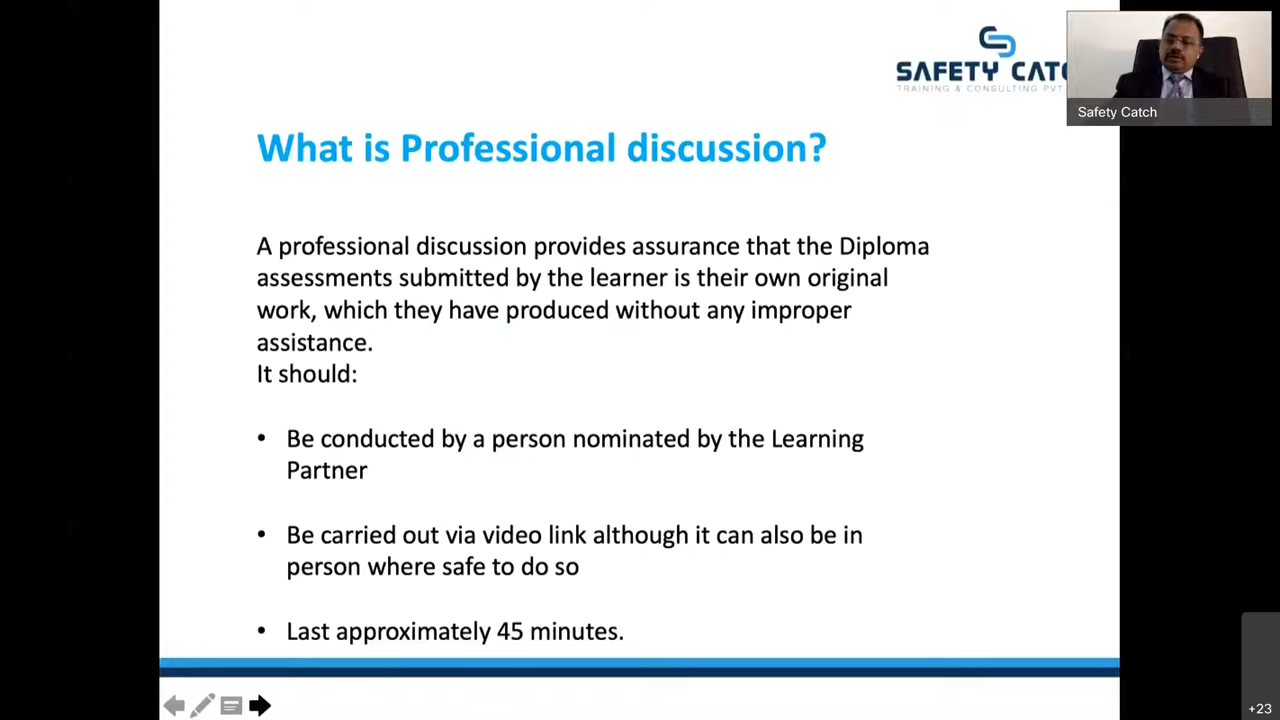 SAFETY CATC
TRAINING & CONSULTING PVT
Safety Catch
What is Professional discussion?
A professional discussion provides assurance that the Diploma
assessments submitted by the learner is their own original
work, which they have produced without any improper
assistance.
It should:
• Be conducted by a person nominated by the Learning
Partner
• Be carried out via video link although it can also be in
person where safe to do so
• Last approximately 45 minutes.
+23